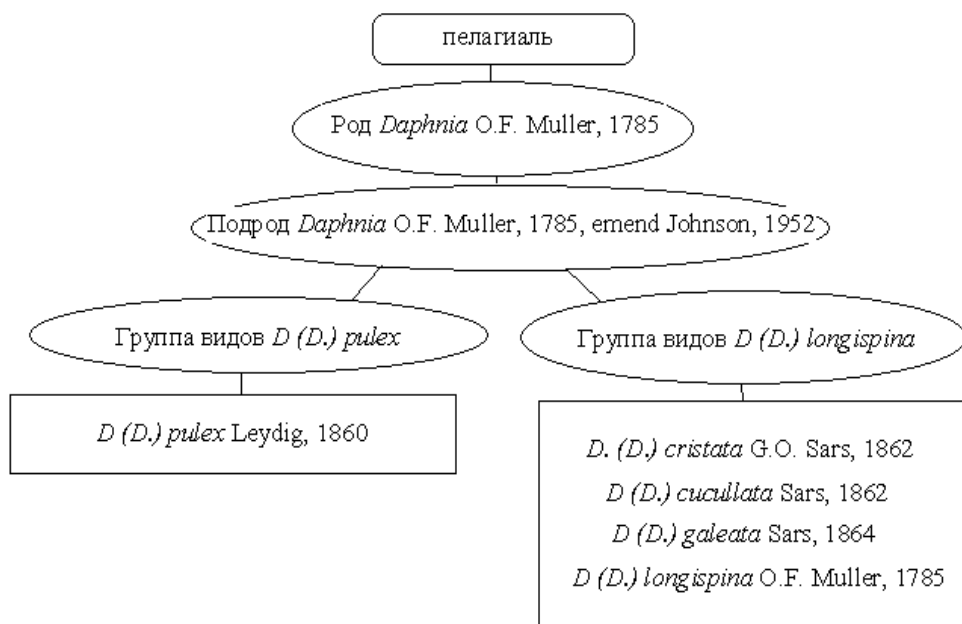 пелагиаль
Род Daphnia O.F. Muller, 1785
Подрод Daphnia O.F. Muller, 1785, emend Johnson, 1952
Группа видов D (D.) pulex
Группа видов D (D.) longispina
D (D.) pulex Leydig, 1860
D. (D.) cristata G.O. Sars, 1862
D (D.) cucullata Sars, 1862
D (D.) galeata Sars, 1864
D (D.) longispina O.F. Muller, 1785